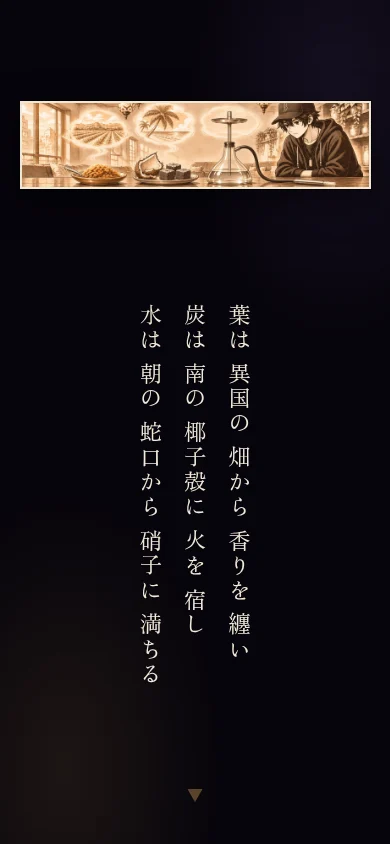 葉は 異国の 畑から 香りを 纏い
炭は 南の 椰子殻に 火を 宿し
水は 朝の 蛇口から 硝子に 満ちる